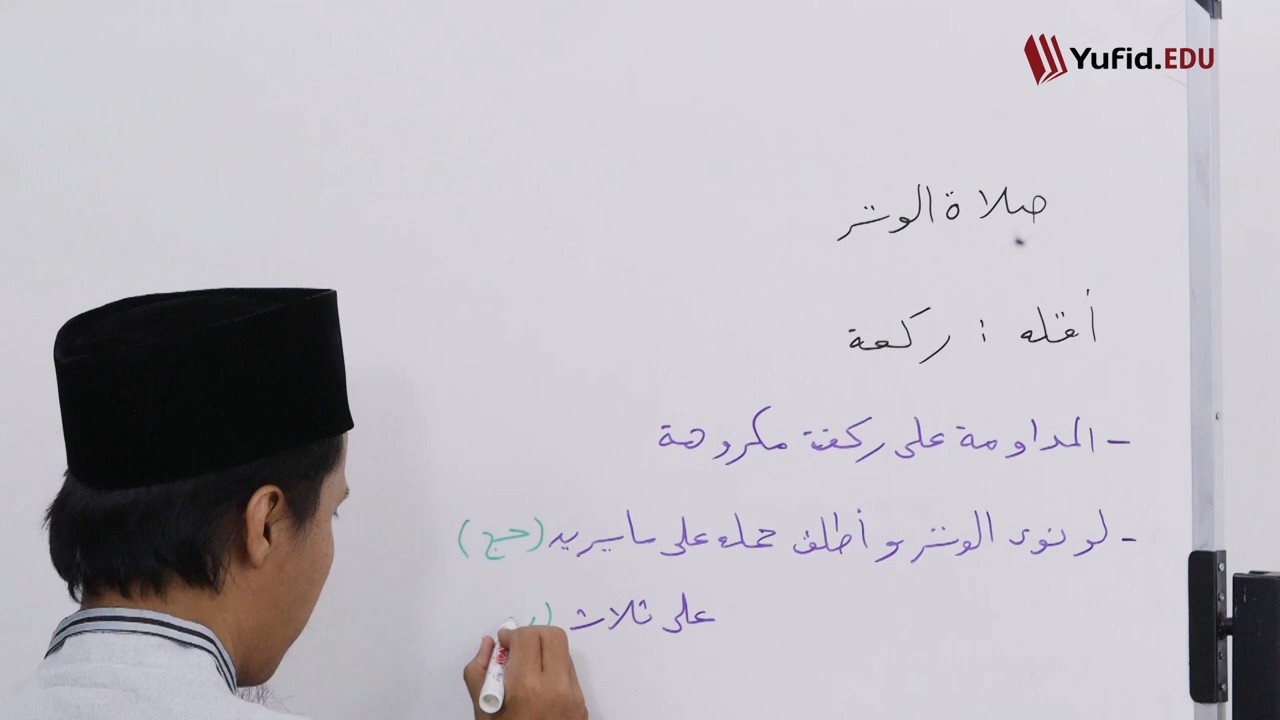 Yufid.EDU
صلاة الوتر
أقله : ركعة
- المداومة على ركعة مكروهة
- لو نوى الوتر وأطلق حمله على ما يريد (حج)
على ثلاث (